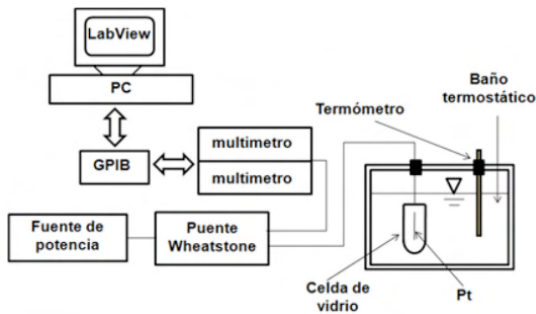 LabView
PC
GPIB
multimetro
multimetro
Fuente de
potencia
Puente
Wheatstone
Termómetro
Baño
termostático
Celda de
vidrio
Pt